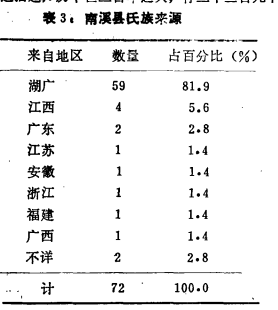 表3：南溪县氏族来源
来自地区 数量 占百分比（%）
湖广 59 81.9
江西 4 5.6
广东 2 2.8
江苏 1 1.4
安徽 1 1.4
浙江 1 1.4
福建 1 1.4
广西 1 1.4
不详 2 2.8
计 72 100.0